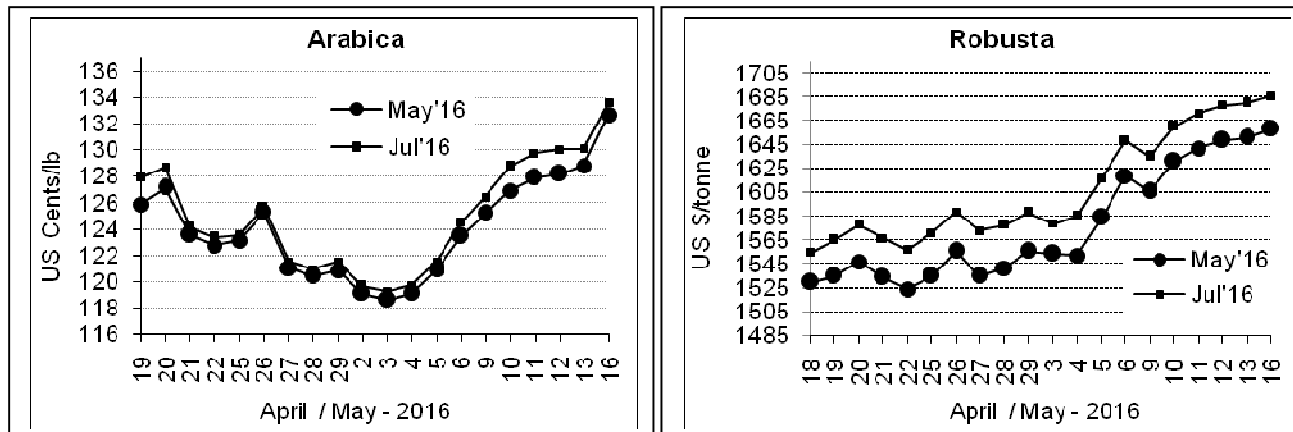 Arabica
136
134
132
130
128
126
124
122
120
118
116
US Cents/lb
May'16
Jul'16
19 20 21 22 25 26 27 28 29 2 3 4 5 6 9 10 11 12 13 16
April / May - 2016
Robusta
1705
1685
1665
1645
1625
1605
1585
1565
1545
1525
1505
1485
US $/tonne
May'16
Jul'16
18 19 20 21 22 25 26 27 28 29 3 4 5 6 9 10 11 12 13 16
April / May - 2016